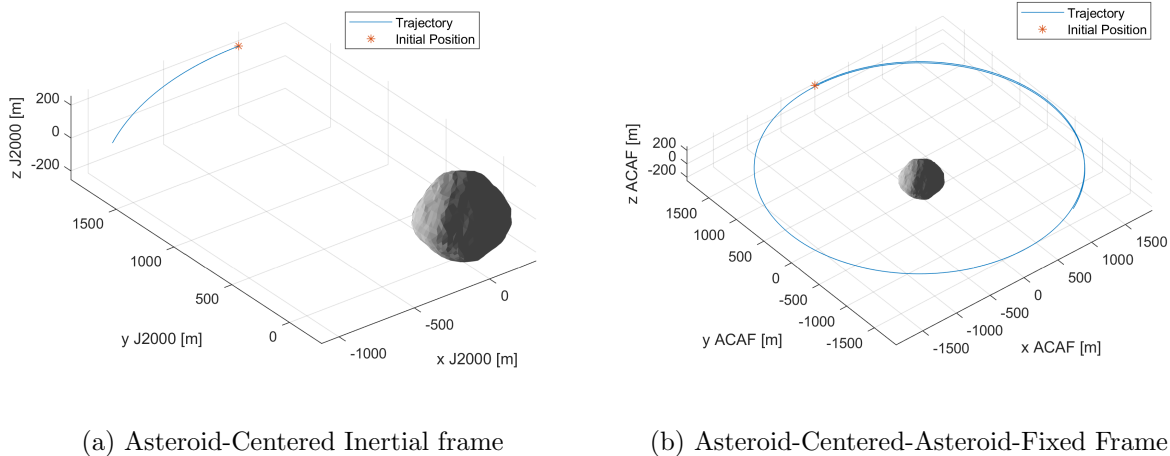 Trajectory
Initial Position
200
0
-200
z J2000 [m]
1500
1000
500
0
y J2000 [m]
-1000
-500
0
x J2000 [m]
(a) Asteroid-Centered Inertial frame
Trajectory
Initial Position
200
0
-200
z ACAF [m]
1500
1000
500
0
-500
-1000
-1500
y ACAF [m]
-1500
-1000
-500
0
500
1000
1500
x ACAF [m]
(b) Asteroid-Centered-Asteroid-Fixed Frame